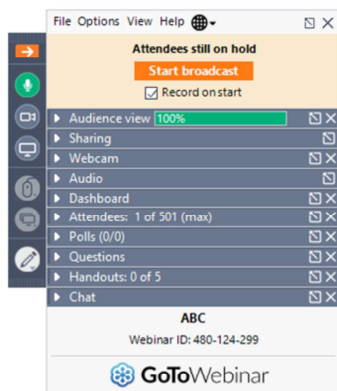 File Options View Help
Attendees still on hold
Start broadcast
Record on start
Audience view 100%
Sharing
Webcam
Audio
Dashboard
Attendees: 1 of 501 (max)
Polls (0/0)
Questions
Handouts: 0 of 5
Chat
ABC
Webinar ID: 480-124-299
GoToWebinar